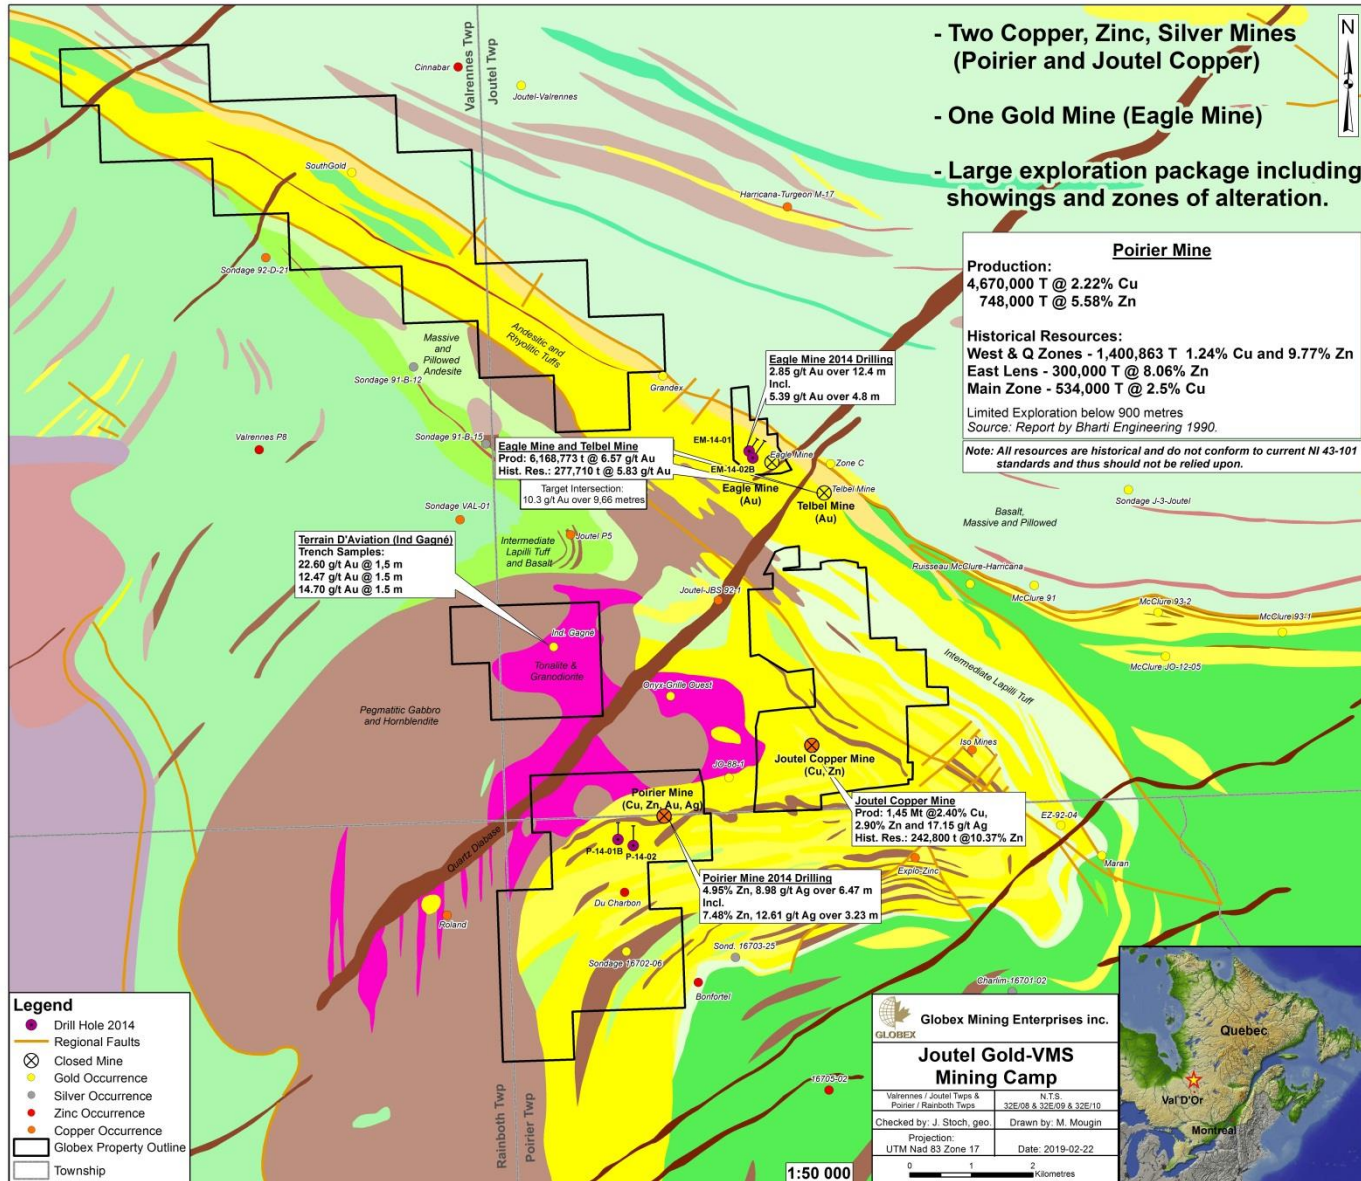 - Two Copper, Zinc, Silver Mines
(Poirier and Joutel Copper)
- One Gold Mine (Eagle Mine)
- Large exploration package including
showings and zones of alteration.
N
Poirier Mine
Production:
4,670,000 T @ 2.22% Cu
748,000 T @ 5.58% Zn
Historical Resources:
West & Q Zones - 1,400,863 T 1.24% Cu and 9.77% Zn
East Lens - 300,000 T @ 8.06% Zn
Main Zone - 534,000 T @ 2.5% Cu
Limited Exploration below 900 metres
Source: Report by Bharti Engineering 1990.
Note: All resources are historical and do not conform to current NI 43-101
standards and thus should not be relied upon.
Valrennes Twp
Joutel Twp
Cinnabar
Joutel-Valrennes
SouthGold
Harricana-Turgeon M-17
Sondage 92-D-21
Massive
and
Pillowed
Andesite
Andesitic and
Rhyolitic Tuffs
Sondage 91-B-12
Grandex
Eagle Mine 2014 Drilling
2.85 g/t Au over 12.4 m
Incl.
5.39 g/t Au over 4.8 m
Valrennes P8
Sondage 91-B-15
EM-14-01
Eagle Mine
EM-14-02B
Zone C
Eagle Mine and Telbel Mine
Prod: 6,168,773 t @ 6.57 g/t Au
Hist. Res.: 277,710 t @ 5.83 g/t Au
Target Intersection:
10.3 g/t Au over 9,66 metres
Eagle Mine
(Au)
Telbel Mine
Telbel Mine
(Au)
Sondage J-3-Joutel
Basalt,
Massive and Pillowed
Sondage VAL-01
Intermediate
Lapilli Tuff
and Basalt
Joutel P5
Terrain D'Aviation (Ind Gagné)
Trench Samples:
22.60 g/t Au @ 1,5 m
12.47 g/t Au @ 1.5 m
14.70 g/t Au @ 1.5 m
Joutel-JBS 92-1
Ruisseau McClure-Harricana
McClure 91
McClure 93-2
McClure 93-1
McClure JO-12-05
Ind. Gagné
Tonalite &
Granodiorite
Intermediate Lapilli Tuff
Onyx-Grille Ouest
Pegmatitic Gabbro
and Hornblendite
Iso Mines
Joutel Copper Mine
(Cu, Zn)
JO-88-1
Poirier Mine
(Cu, Zn, Au, Ag)
Joutel Copper Mine
Prod: 1,45 Mt @2.40% Cu,
2.90% Zn and 17.15 g/t Ag
Hist. Res.: 242,800 t @10.37% Zn
EZ-92-04
Maran
Quartz Diabase
P-14-01B
P-14-02
Explo-Zinc
Poirier Mine 2014 Drilling
4.95% Zn, 8.98 g/t Ag over 6.47 m
Incl.
7.48% Zn, 12.61 g/t Ag over 3.23 m
Du Charbon
Roland
Sondage 16702-06
Sond. 16703-25
Bonfortel
Charlim-16701-02
16705-02
Rainboth Twp
Poirier Twp
Legend
Drill Hole 2014
Regional Faults
Closed Mine
Gold Occurrence
Silver Occurrence
Zinc Occurrence
Copper Occurrence
Globex Property Outline
Township
1:50 000
GLOBEX
Globex Mining Enterprises inc.
Joutel Gold-VMS
Mining Camp
Valrennes / Joutel Twps &
Poirier / Rainboth Twps
N.T.S.
32E/08 & 32E/09 & 32E/10
Checked by: J. Stoch, geo.
Drawn by: M. Mougin
Projection:
UTM Nad 83 Zone 17
Date: 2019-02-22
0 1 2
Kilometres
Quebec
Val D'Or
Montreal